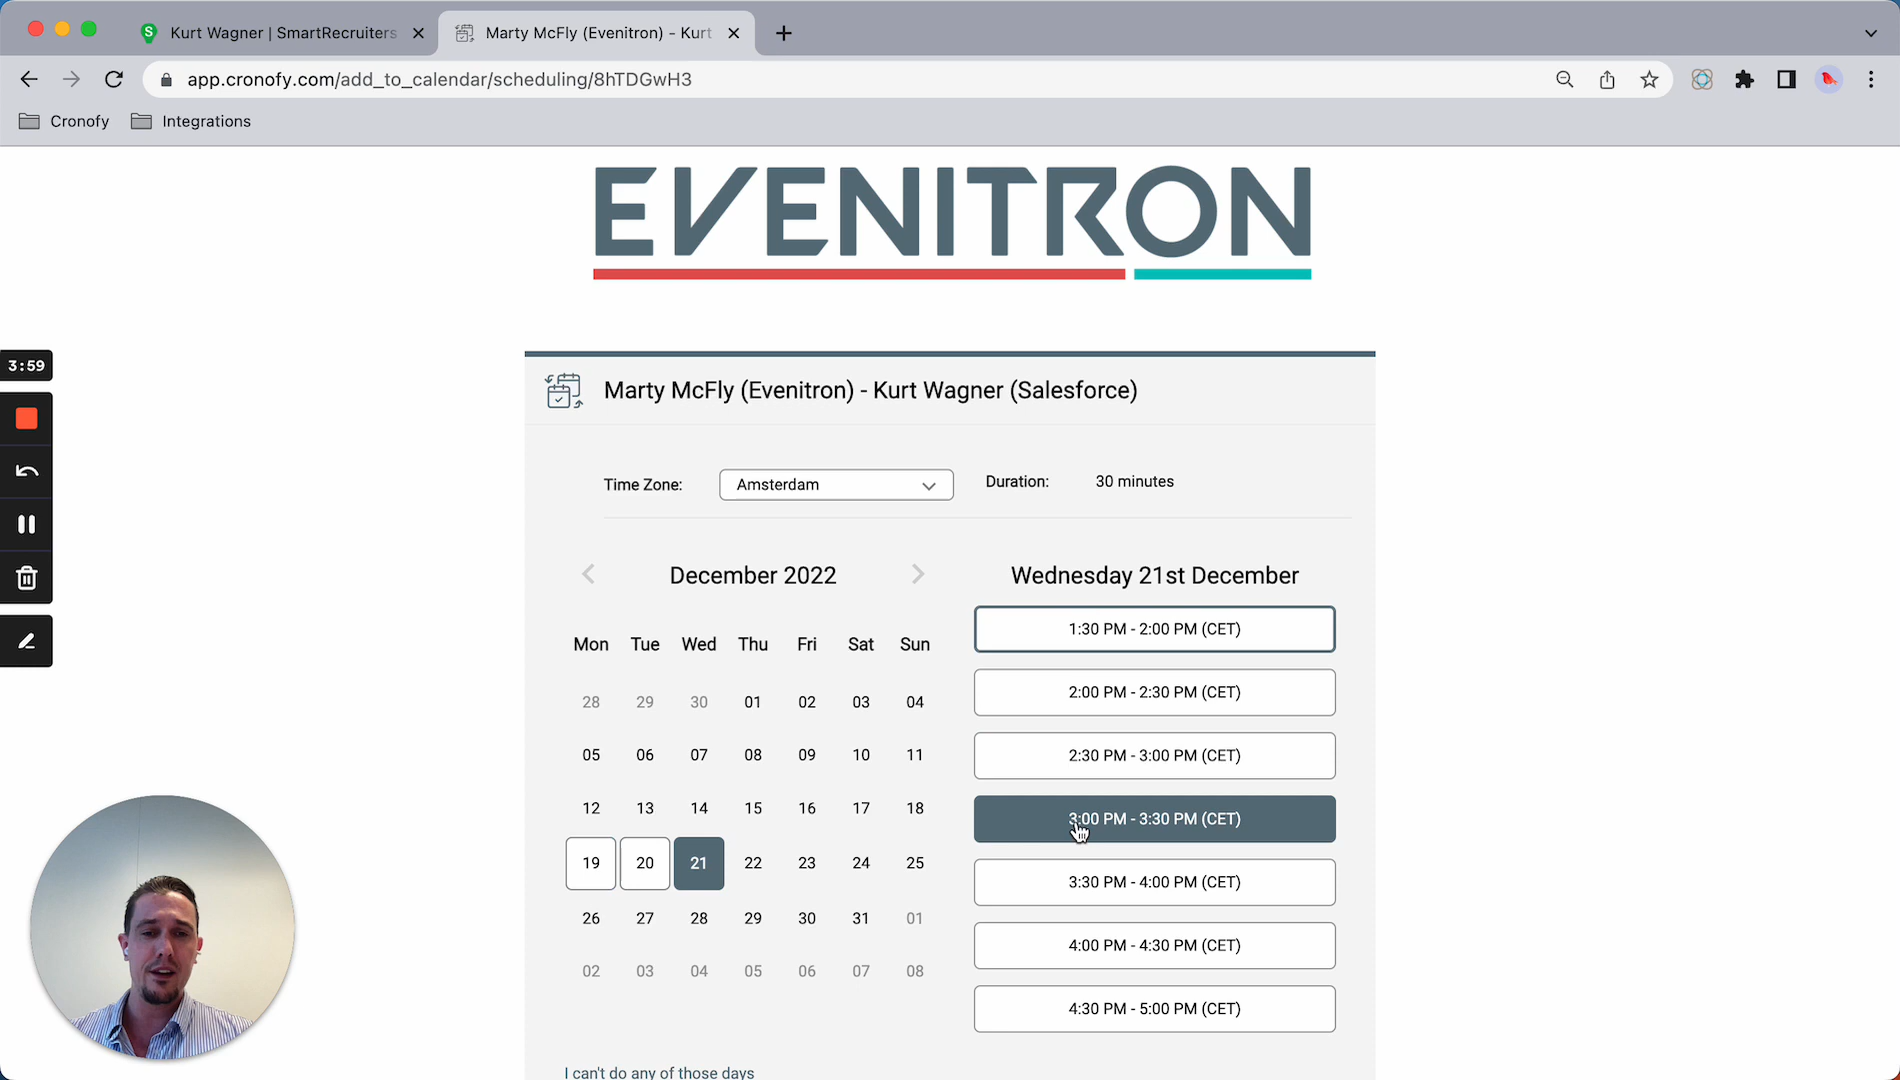 Kurt Wagner | SmartRecruiters
Marty McFly (Evenitron) - Kurt
app.cronofy.com/add_to_calendar/scheduling/8hTDGwH3
Cronofy
Integrations
EVENITRON
3:59
Marty McFly (Evenitron) - Kurt Wagner (Salesforce)
Time Zone:
Amsterdam
Duration:
30 minutes
December 2022
Mon Tue Wed Thu Fri Sat Sun
28 29 30 01 02 03 04
05 06 07 08 09 10 11
12 13 14 15 16 17 18
19 20 21 22 23 24 25
26 27 28 29 30 31 01
02 03 04 05 06 07 08
Wednesday 21st December
1:30 PM - 2:00 PM (CET)
2:00 PM - 2:30 PM (CET)
2:30 PM - 3:00 PM (CET)
3:00 PM - 3:30 PM (CET)
3:30 PM - 4:00 PM (CET)
4:00 PM - 4:30 PM (CET)
4:30 PM - 5:00 PM (CET)
I can't do any of those days